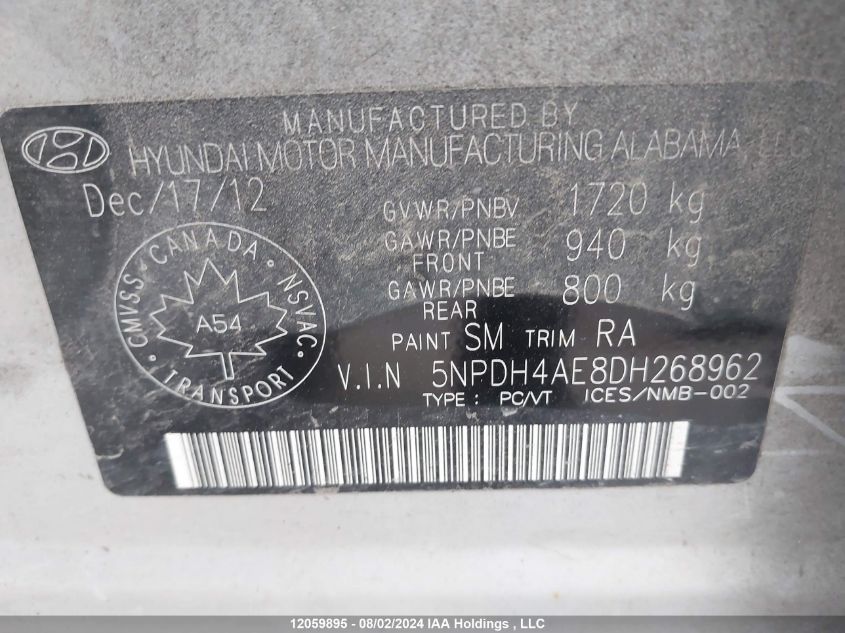 MANUFACTURED BY
HYUNDAI MOTOR MANUFACTURING ALABAMA, LLC
Dec/17/12
GVWR/PNBV 1720 kg
GAWR/PNBE FRONT 940 kg
GAWR/PNBE REAR 800 kg
PAINT SM TRIM RA
V.I.N 5NPDH4AE8DH268962
TYPE : PC/VT ICES/NMB-002
CANADA
CMVSS
NSVAC
A54
TRANSPORT
12059895 - 08/02/2024 IAA Holdings , LLC